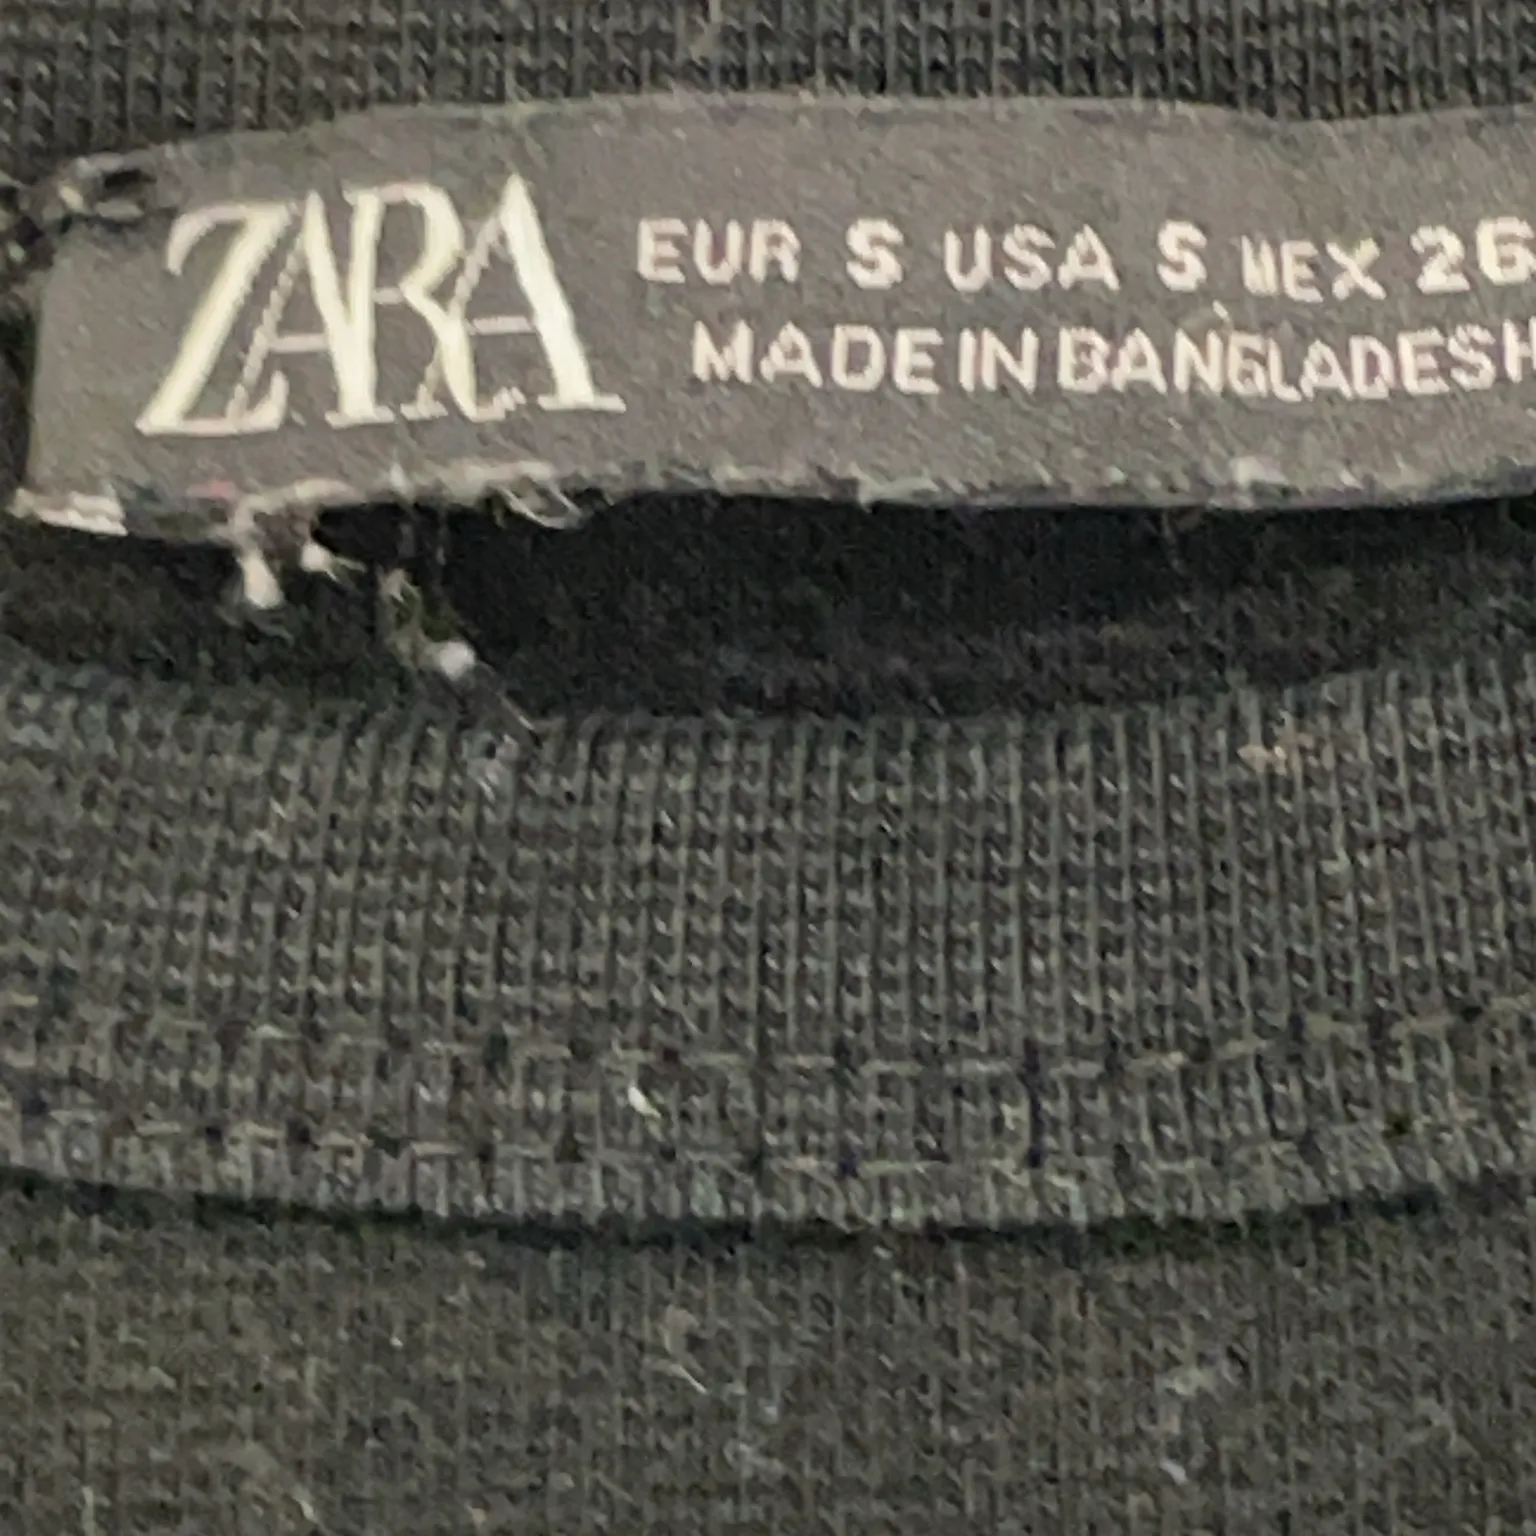 ZARA
EUR S USA S MEX 26
MADE IN BANGLADESH